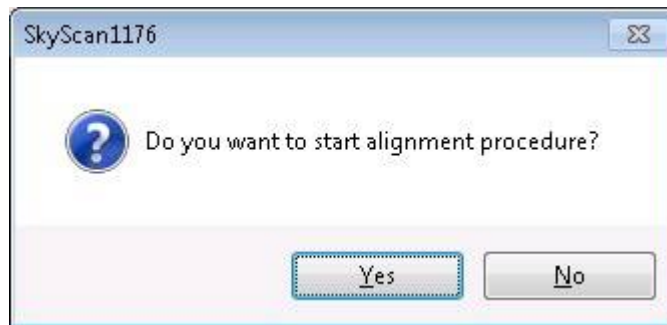 SkyScan1176
Do you want to start alignment procedure?
Yes
No